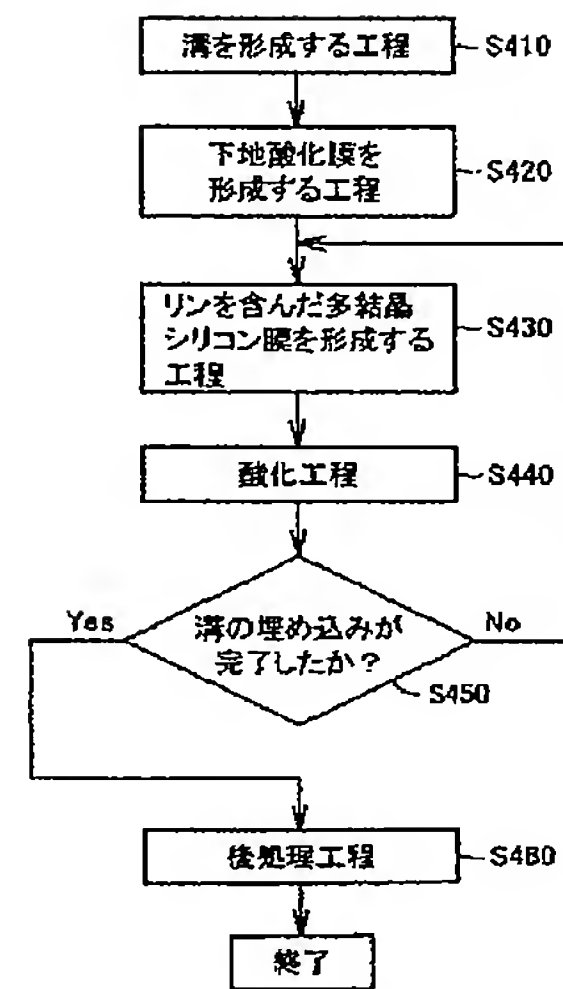 溝を形成する工程
S410
下地酸化膜を
形成する工程
S420
リンを含んだ多結晶
シリコン膜を形成する
工程
S430
酸化工程
S440
溝の埋め込みが
完了したか？
Yes
No
S450
後処理工程
S460
終了